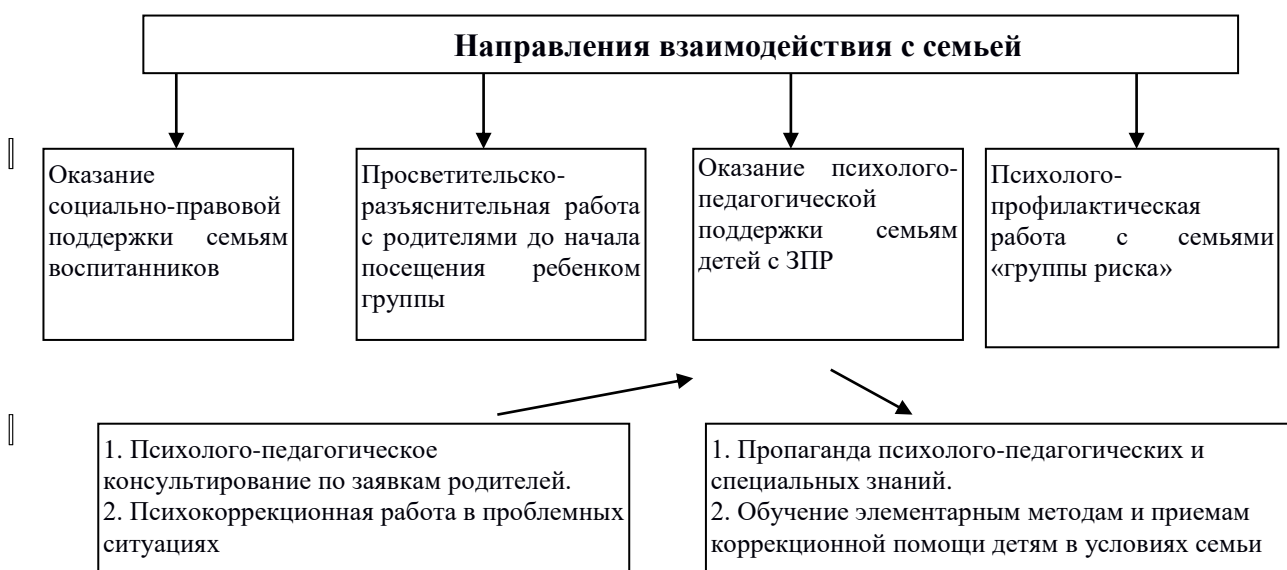 Направления взаимодействия с семьей
Оказание
социально-правовой
поддержки семьям
воспитанников
Просветительско-
разъяснительная работа
с родителями до начала
посещения ребенком
группы
Оказание психолого-
педагогической
поддержки семьям
детей с ЗПР
Психолого-
профилактическая
работа с семьями
«группы риска»
1. Психолого-педагогическое
консультирование по заявкам родителей.
2. Психокоррекционная работа в проблемных
ситуациях
1. Пропаганда психолого-педагогических и
специальных знаний.
2. Обучение элементарным методам и приемам
коррекционной помощи детям в условиях семьи